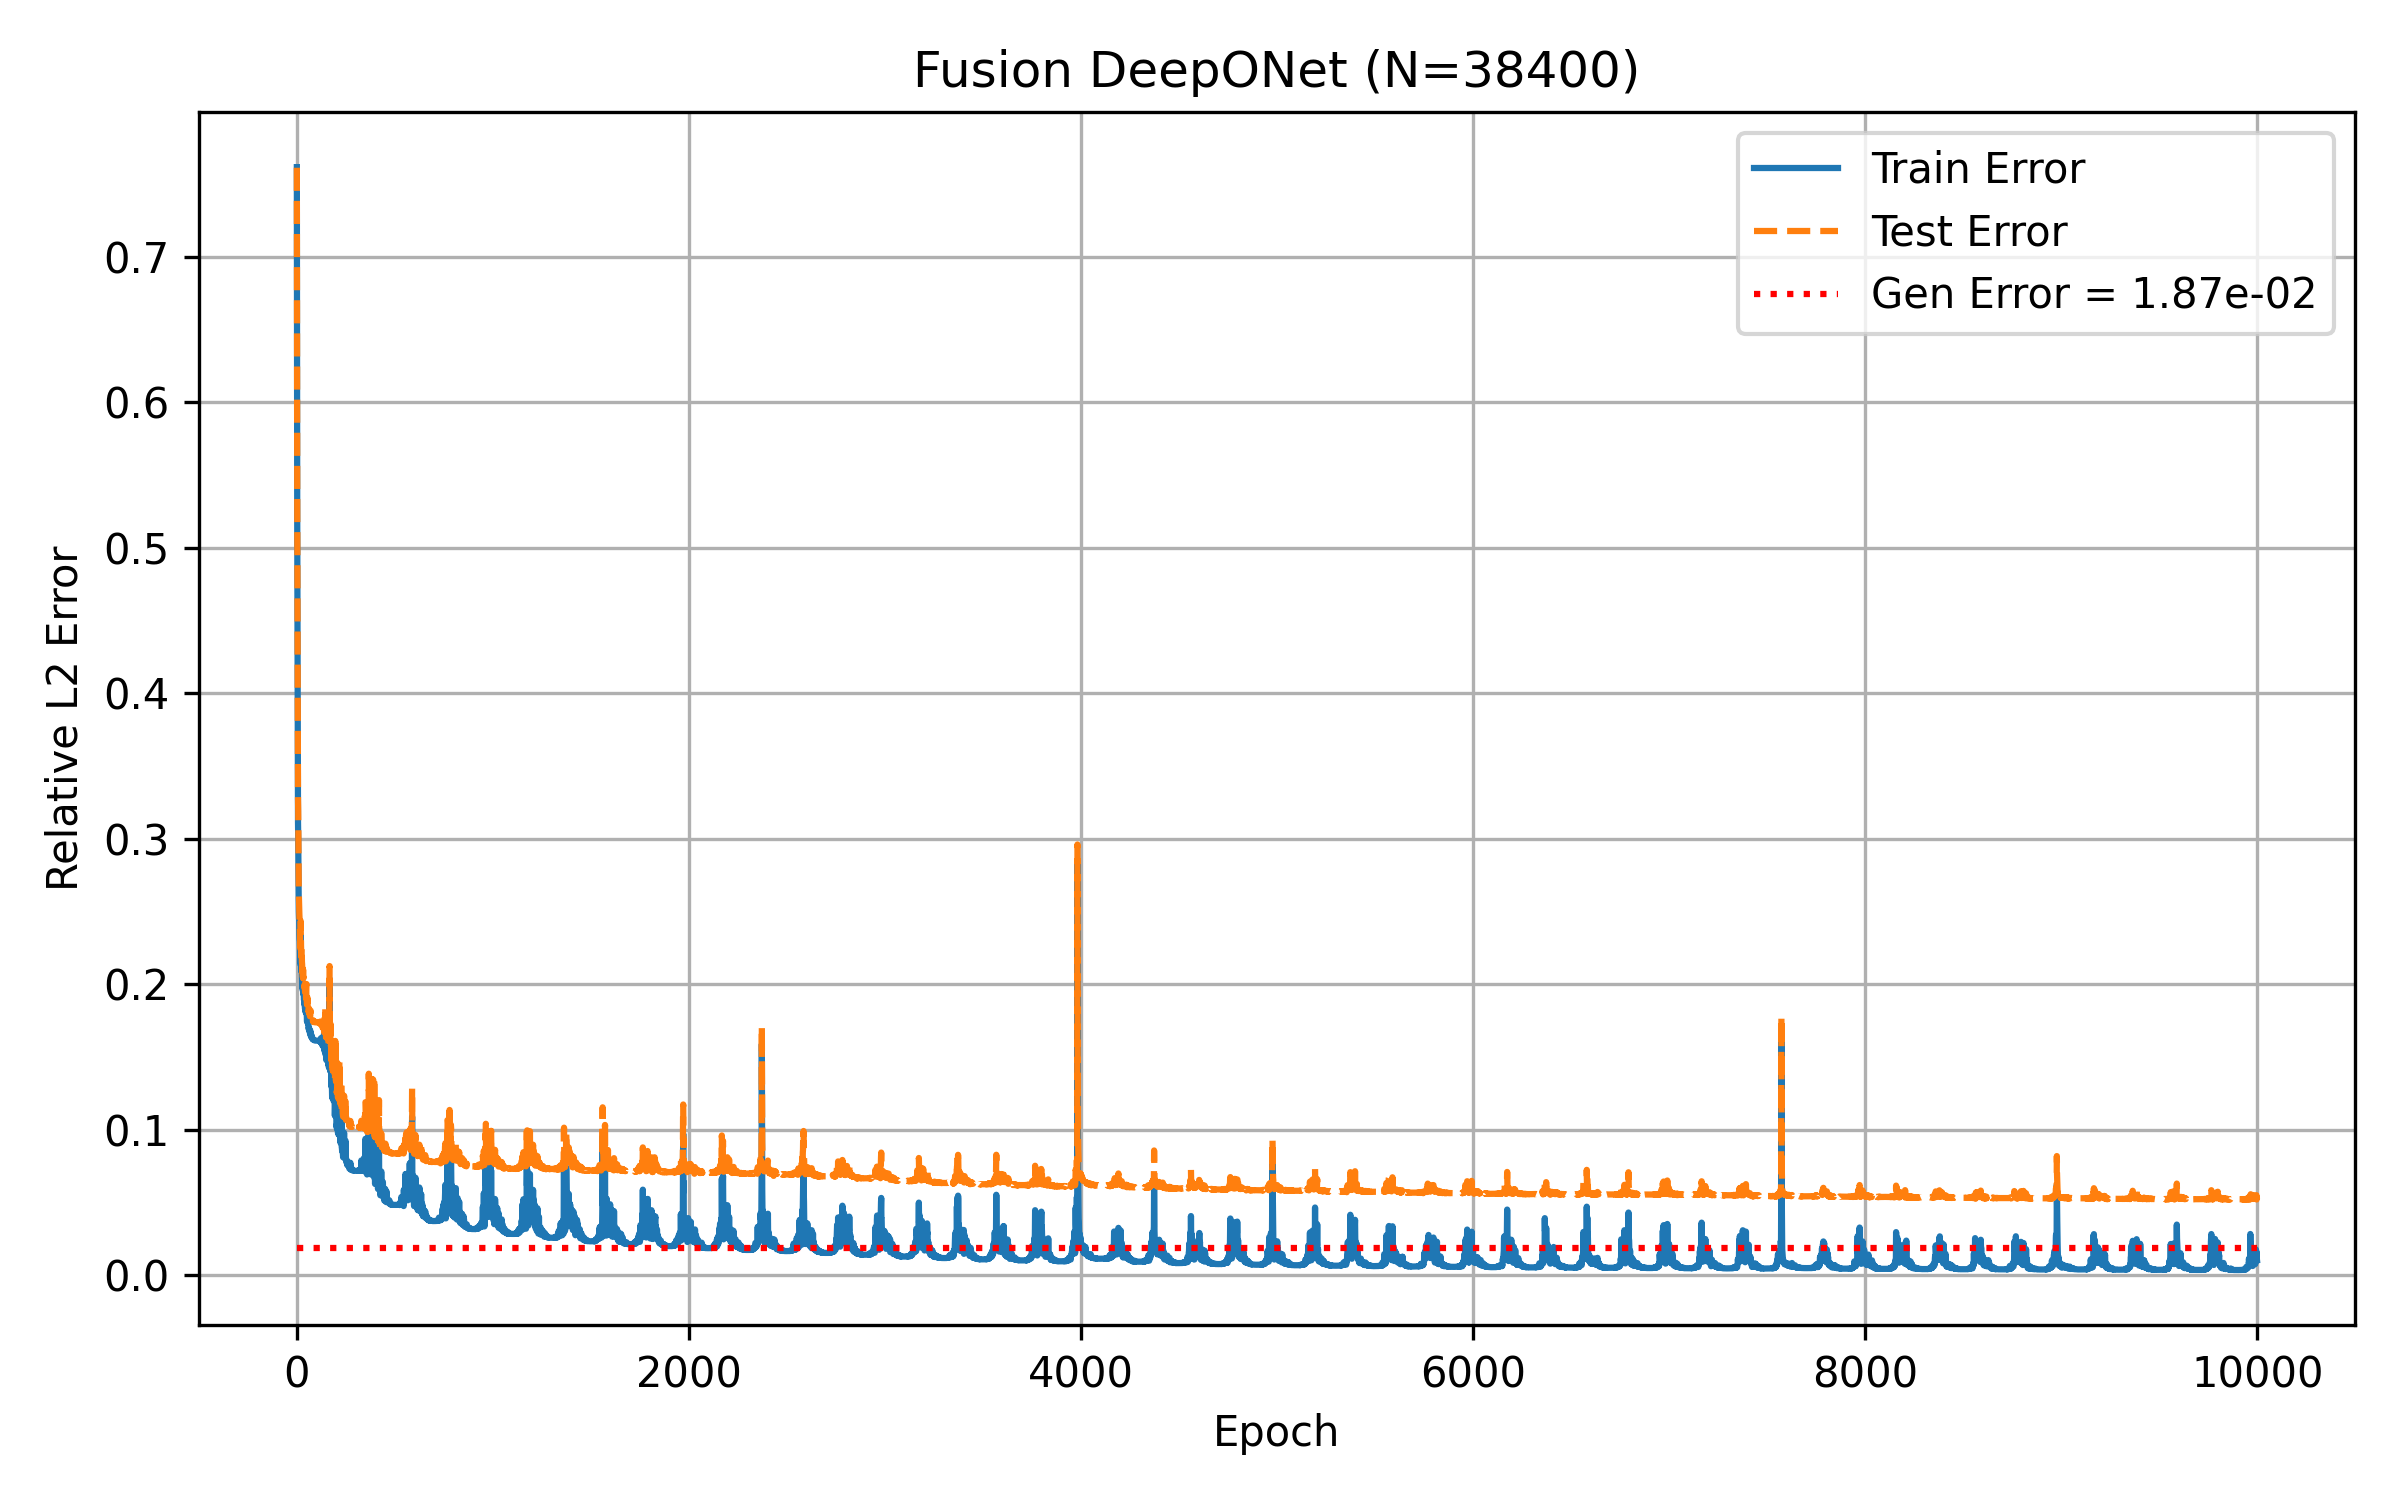 Fusion DeepONet (N=38400)
Train Error
Test Error
Gen Error = 1.87e-02
Relative L2 Error
0.7
0.6
0.5
0.4
0.3
0.2
0.1
0.0
0 2000 4000 6000 8000 10000
Epoch